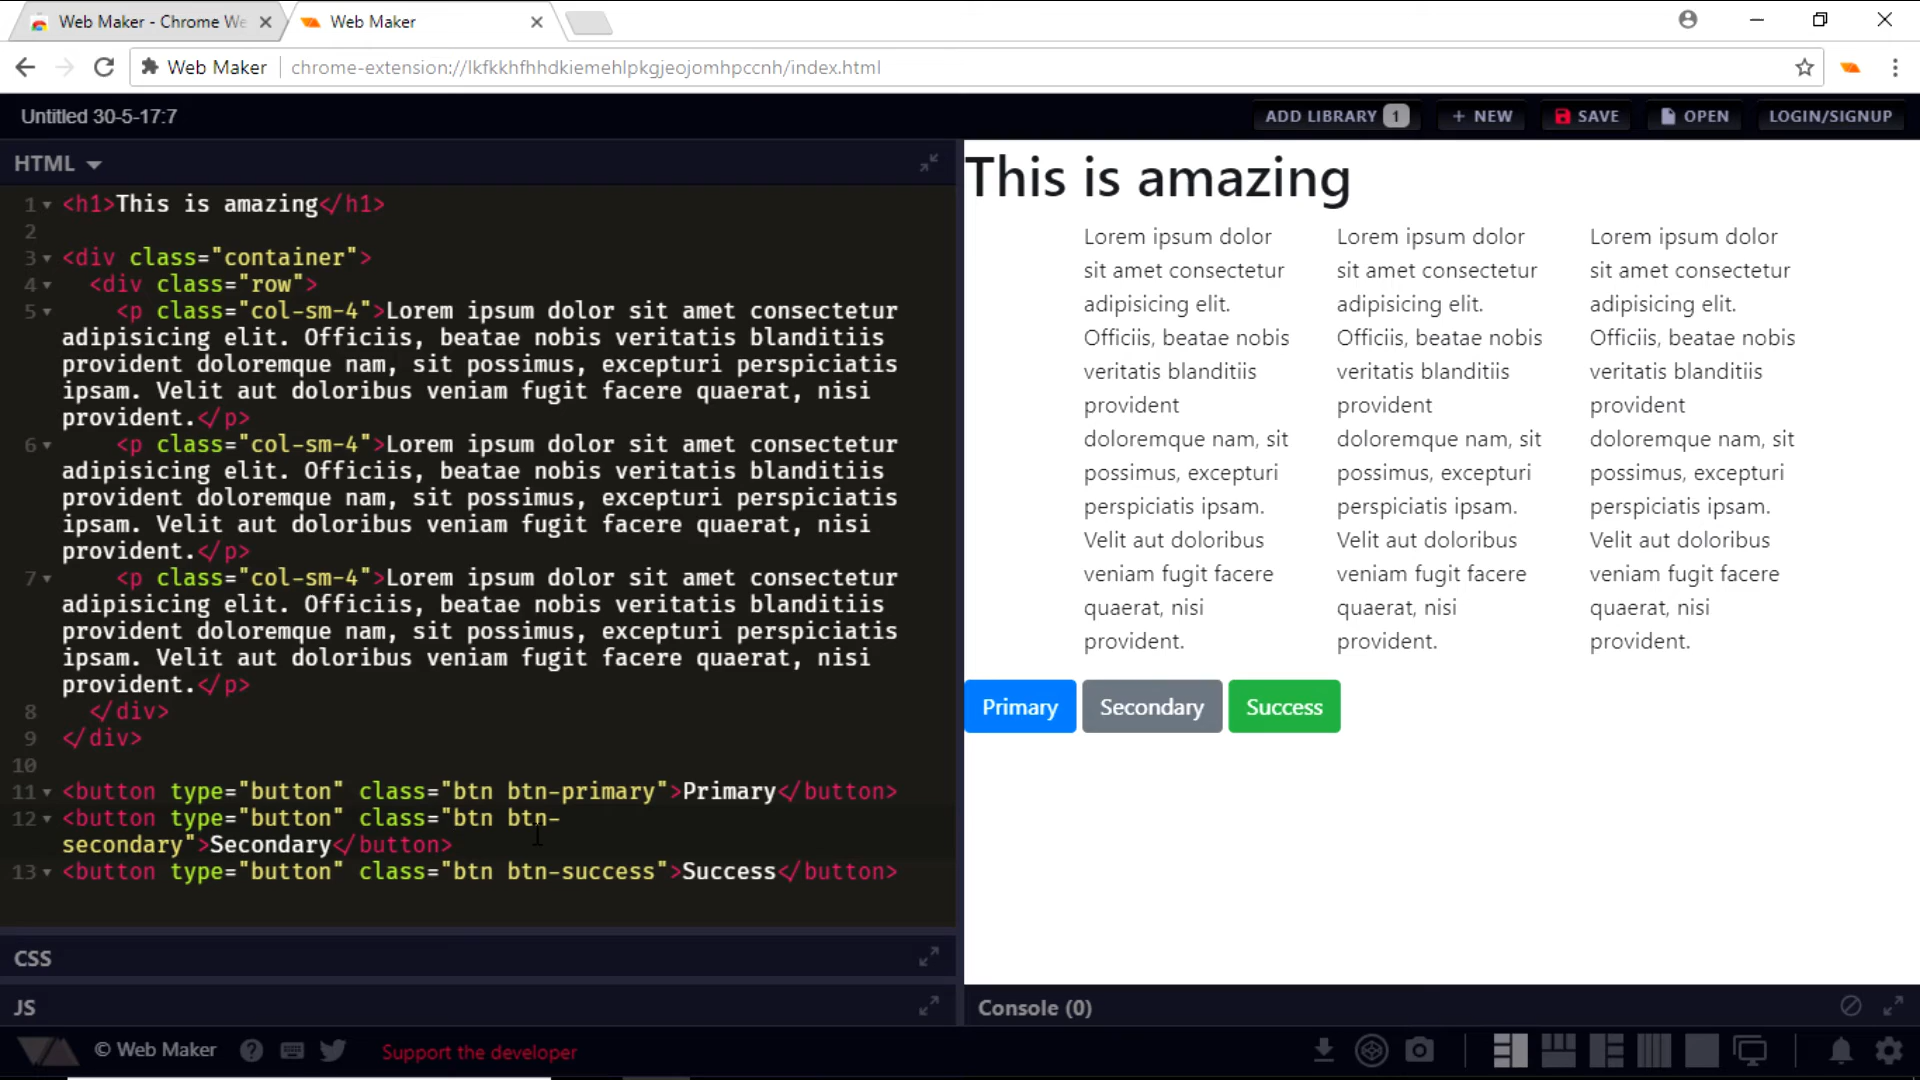 Web Maker - Chrome We
Web Maker
Web Maker
chrome-extension://lkfkkhfhhdkiemehlpkgjeojomhpccnh/index.html
Untitled 30-5-17:7
ADD LIBRARY 1
+ NEW
SAVE
OPEN
LOGIN/SIGNUP
HTML
1 <h1>This is amazing</h1>
2
3 <div class="container">
4 <div class="row">
5 <p class="col-sm-4">Lorem ipsum dolor sit amet consectetur
adipisicing elit. Officiis, beatae nobis veritatis blanditiis
provident doloremque nam, sit possimus, excepturi perspiciatis
ipsam. Velit aut doloribus veniam fugit facere quaerat, nisi
provident.</p>
6 <p class="col-sm-4">Lorem ipsum dolor sit amet consectetur
adipisicing elit. Officiis, beatae nobis veritatis blanditiis
provident doloremque nam, sit possimus, excepturi perspiciatis
ipsam. Velit aut doloribus veniam fugit facere quaerat, nisi
provident.</p>
7 <p class="col-sm-4">Lorem ipsum dolor sit amet consectetur
adipisicing elit. Officiis, beatae nobis veritatis blanditiis
provident doloremque nam, sit possimus, excepturi perspiciatis
ipsam. Velit aut doloribus veniam fugit facere quaerat, nisi
provident.</p>
8 </div>
9 </div>
10
11 <button type="button" class="btn btn-primary">Primary</button>
12 <button type="button" class="btn btn-
secondary">Secondary</button>
13 <button type="button" class="btn btn-success">Success</button>
CSS
JS
This is amazing
Lorem ipsum dolor
sit amet consectetur
adipisicing elit.
Officiis, beatae nobis
veritatis blanditiis
provident
doloremque nam, sit
possimus, excepturi
perspiciatis ipsam.
Velit aut doloribus
veniam fugit facere
quaerat, nisi
provident.
Lorem ipsum dolor
sit amet consectetur
adipisicing elit.
Officiis, beatae nobis
veritatis blanditiis
provident
doloremque nam, sit
possimus, excepturi
perspiciatis ipsam.
Velit aut doloribus
veniam fugit facere
quaerat, nisi
provident.
Lorem ipsum dolor
sit amet consectetur
adipisicing elit.
Officiis, beatae nobis
veritatis blanditiis
provident
doloremque nam, sit
possimus, excepturi
perspiciatis ipsam.
Velit aut doloribus
veniam fugit facere
quaerat, nisi
provident.
Primary
Secondary
Success
Console (0)
© Web Maker
Support the developer